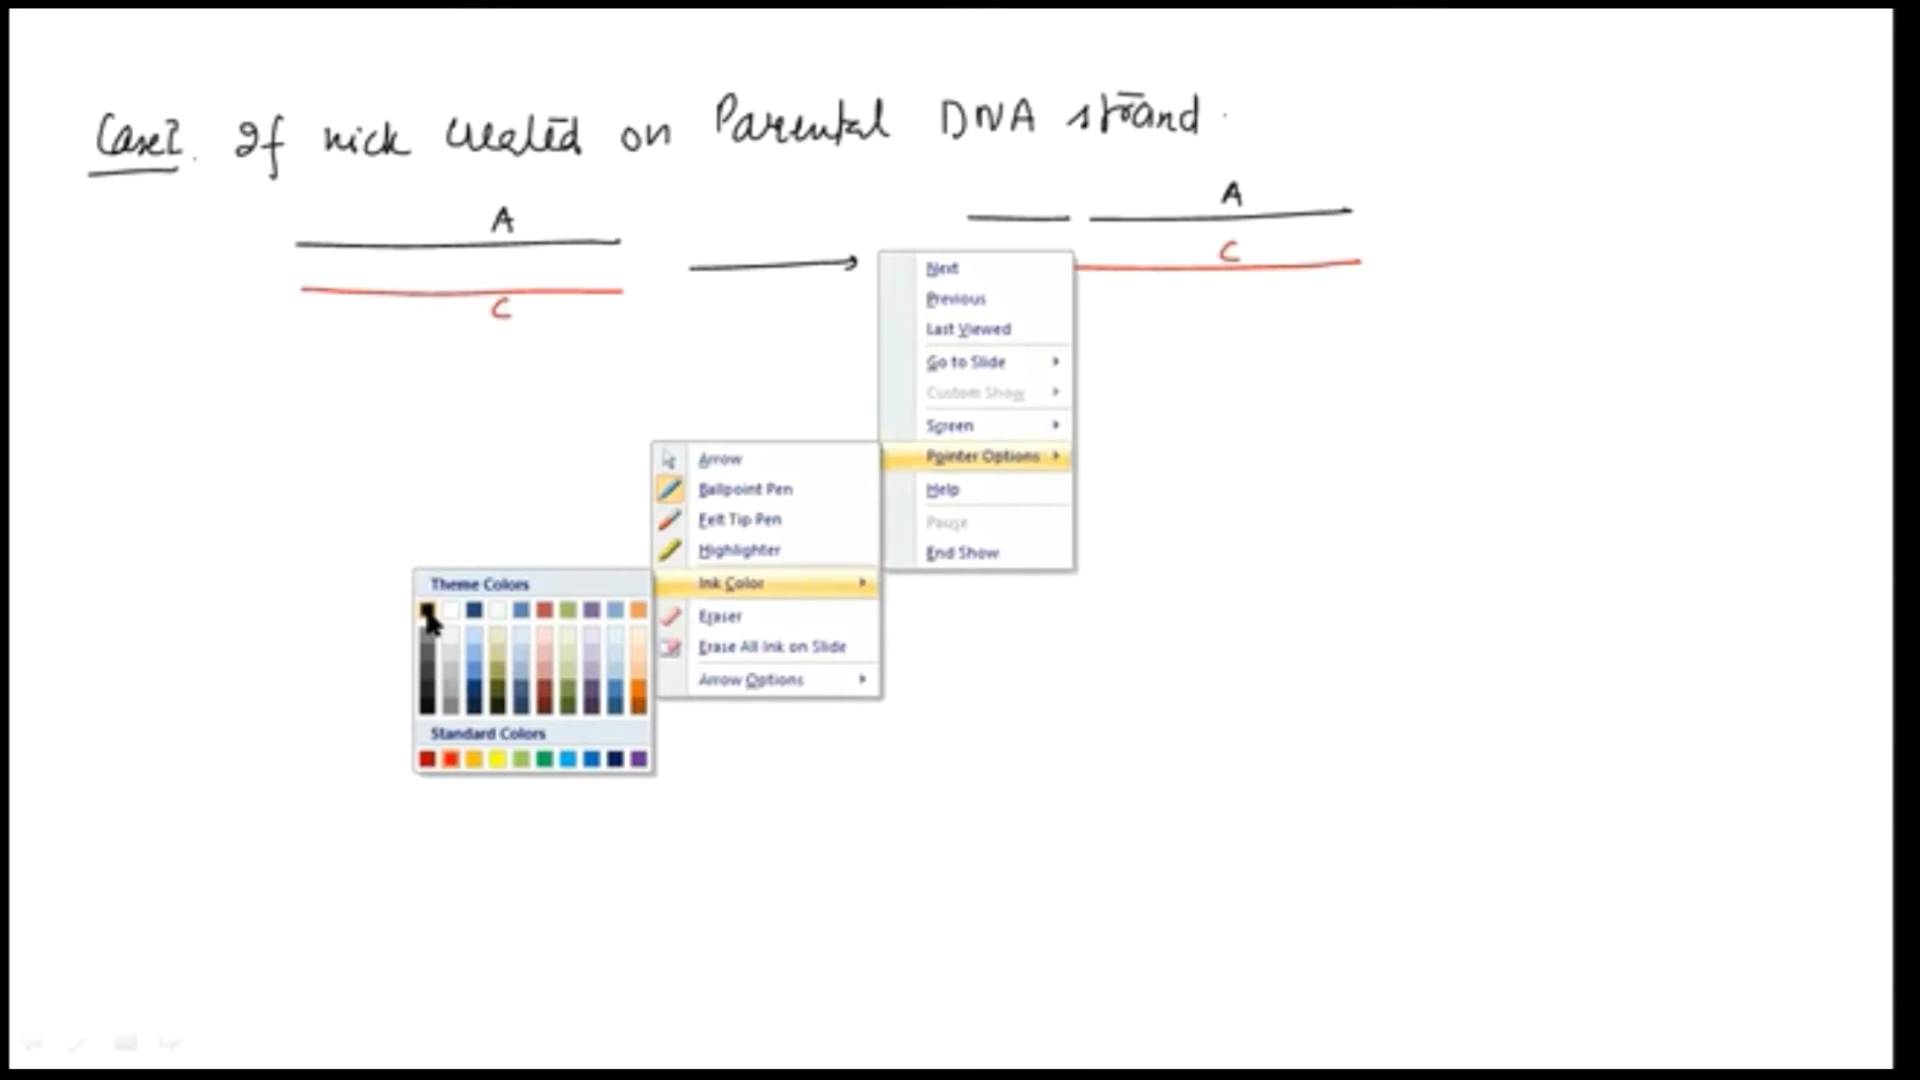 Case I. If nick created on Parental DNA strand.
A
A
C
C
Next
Previous
Last Viewed
Go to Slide
Custom Show
Screen
Pointer Options
Help
Pause
End Show
Arrow
Ballpoint Pen
Felt Tip Pen
Highlighter
Ink Color
Eraser
Erase All Ink on Slide
Arrow Options
Theme Colors
Standard Colors